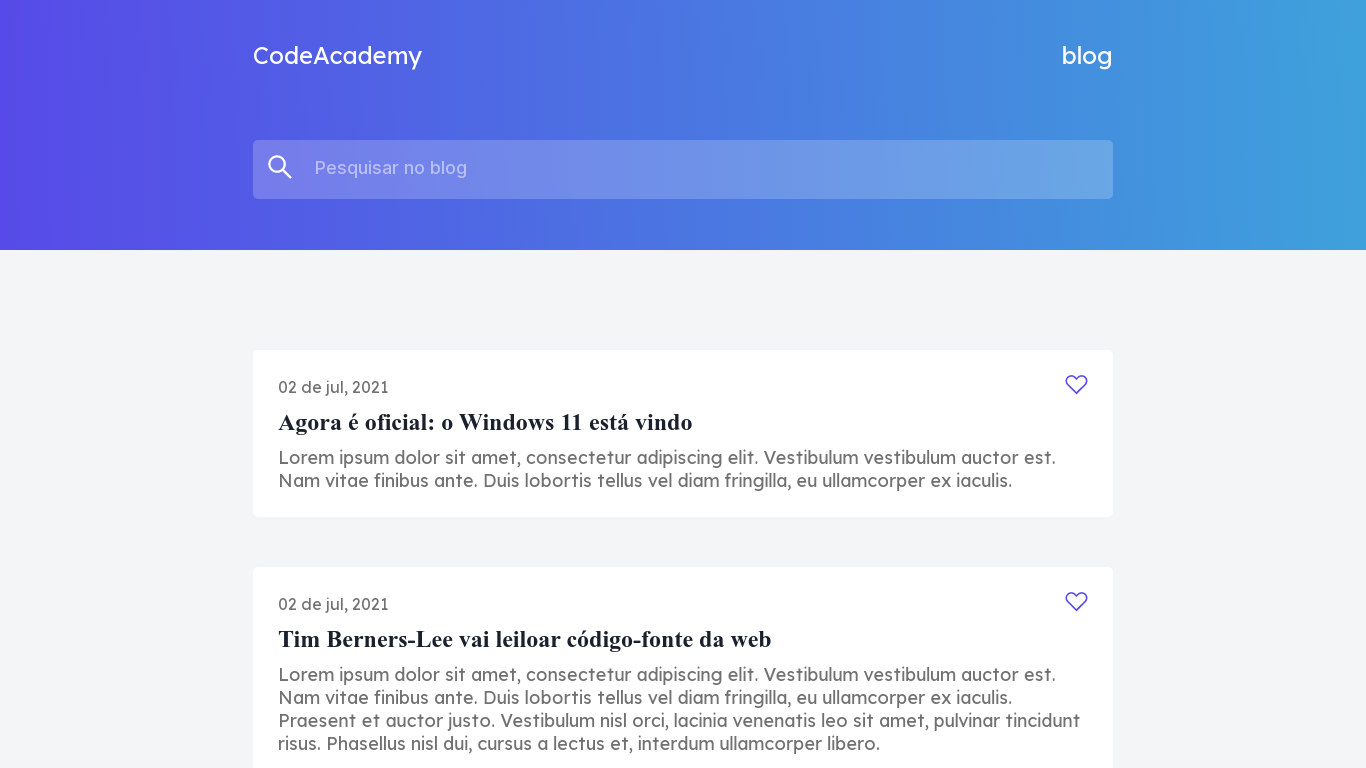 CodeAcademy
blog
Pesquisar no blog
02 de jul, 2021
Agora é oficial: o Windows 11 está vindo
Lorem ipsum dolor sit amet, consectetur adipiscing elit. Vestibulum vestibulum auctor est.
Nam vitae finibus ante. Duis lobortis tellus vel diam fringilla, eu ullamcorper ex iaculis.
02 de jul, 2021
Tim Berners-Lee vai leiloar código-fonte da web
Lorem ipsum dolor sit amet, consectetur adipiscing elit. Vestibulum vestibulum auctor est.
Nam vitae finibus ante. Duis lobortis tellus vel diam fringilla, eu ullamcorper ex iaculis.
Praesent et auctor justo. Vestibulum nisl orci, lacinia venenatis leo sit amet, pulvinar tincidunt
risus. Phasellus nisl dui, cursus a lectus et, interdum ullamcorper libero.